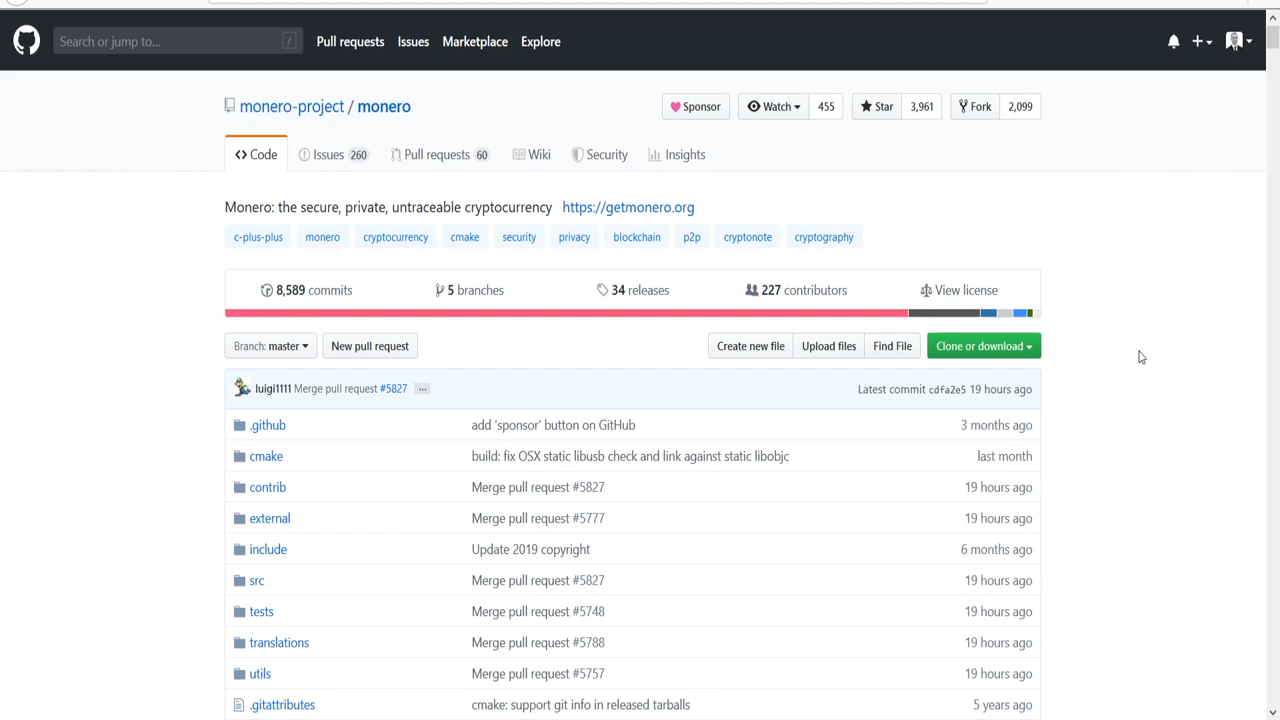 Search or jump to... /
Pull requests Issues Marketplace Explore
monero-project / monero
Sponsor Watch 455 Star 3,961 Fork 2,099
Code Issues 260 Pull requests 60 Wiki Security Insights
Monero: the secure, private, untraceable cryptocurrency https://getmonero.org
c-plus-plus monero cryptocurrency cmake security privacy blockchain p2p cryptonote cryptography
8,589 commits 5 branches 34 releases 227 contributors View license
Branch: master New pull request Create new file Upload files Find File Clone or download
luigi1111 Merge pull request #5827 ... Latest commit cdfa2e5 19 hours ago
.github add 'sponsor' button on GitHub 3 months ago
cmake build: fix OSX static libusb check and link against static libobjc last month
contrib Merge pull request #5827 19 hours ago
external Merge pull request #5777 19 hours ago
include Update 2019 copyright 6 months ago
src Merge pull request #5827 19 hours ago
tests Merge pull request #5748 19 hours ago
translations Merge pull request #5788 19 hours ago
utils Merge pull request #5757 19 hours ago
.gitattributes cmake: support git info in released tarballs 5 years ago